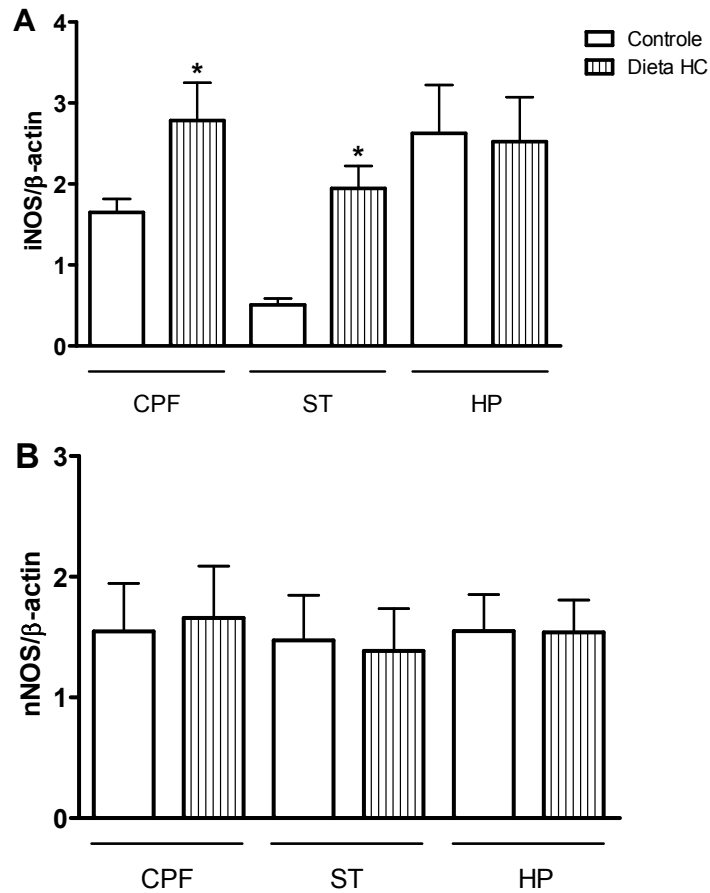 A
Controle
Dieta HC
iNOS/β-actin
4
3
2
1
0
*
*
CPF
ST
HP
B
nNOS/β-actin
3
2
1
0
CPF
ST
HP